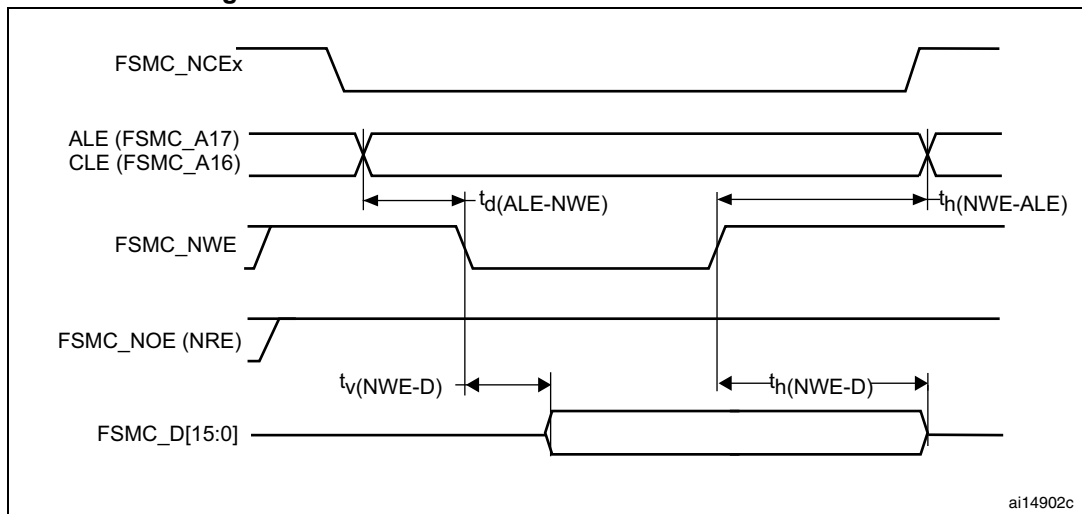 FSMC_NCEx
ALE (FSMC_A17)
CLE (FSMC_A16)
td(ALE-NWE)
th(NWE-ALE)
FSMC_NWE
FSMC_NOE (NRE)
tv(NWE-D)
th(NWE-D)
FSMC_D[15:0]
ai14902c